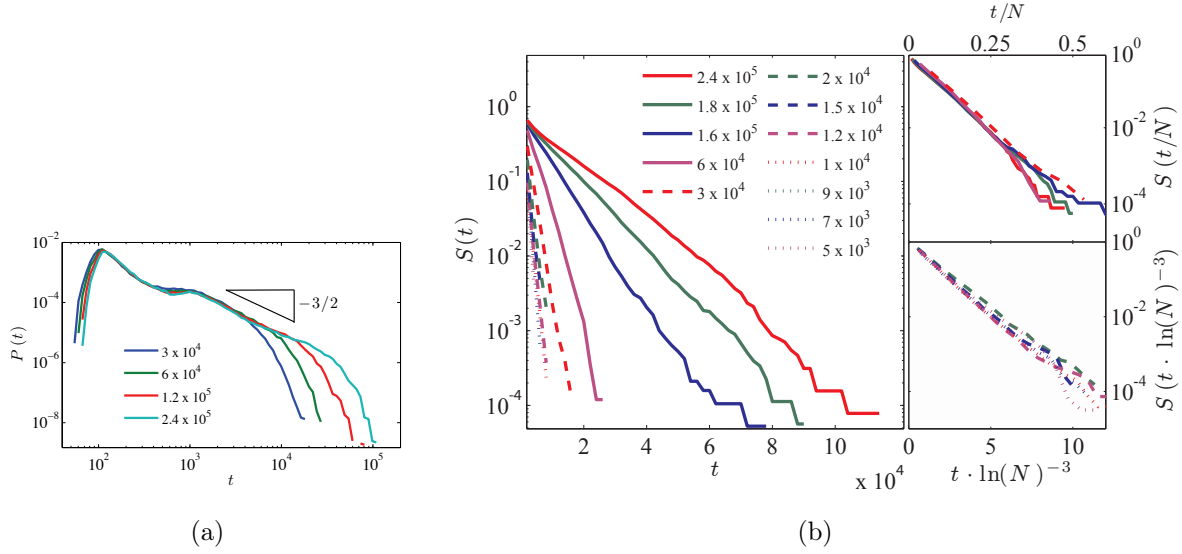 10^-2
10^-4
10^-6
10^-8
P (t)
−3/2
3 x 10^4
6 x 10^4
1.2 x 10^5
2.4 x 10^5
10^2 10^3 10^4 10^5
t
(a)
10^0
10^-1
10^-2
10^-3
10^-4
S (t)
2.4 x 10^5
1.8 x 10^5
1.6 x 10^5
6 x 10^4
3 x 10^4
2 x 10^4
1.5 x 10^4
1.2 x 10^4
1 x 10^4
9 x 10^3
7 x 10^3
5 x 10^3
2 4 6 8 10
t
x 10^4
t/N
0 0.25 0.5
10^0
10^-2
10^-4
S (t/N)
10^0
10^-2
10^-4
S (t · ln(N)^-3)
0 5 10
t · ln(N)^-3
(b)